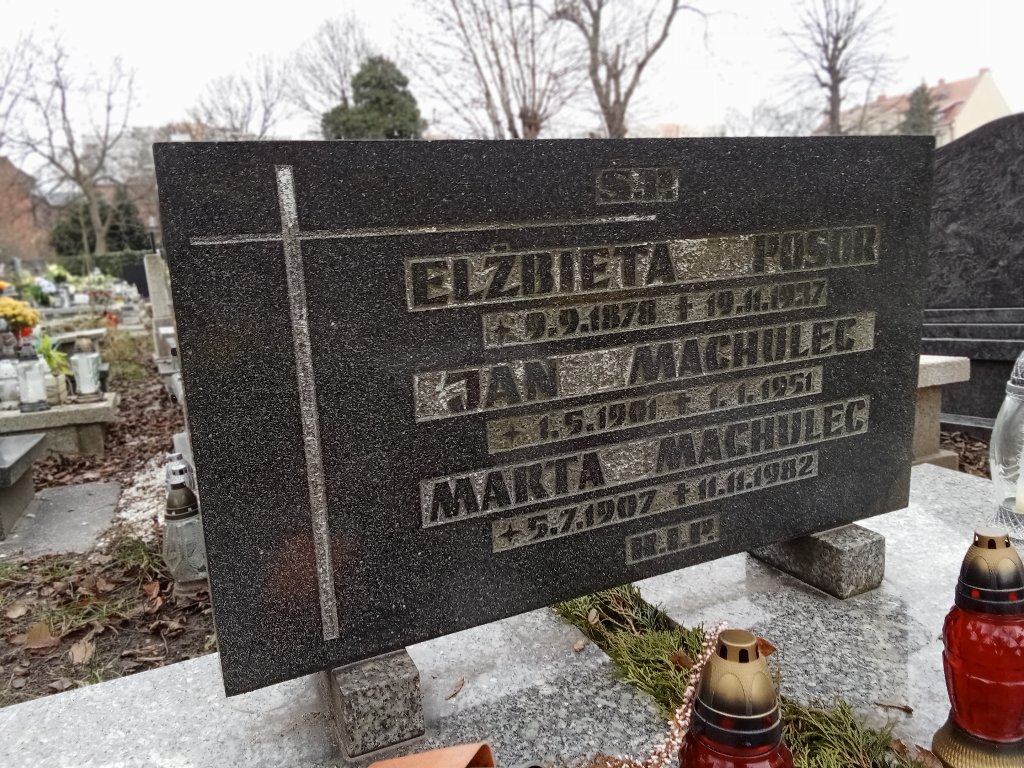 Ś.P.
ELŻBIETA POSOR
* 9.9.1878 † 19.11.1937
JAN MACHULEC
* 1.5.1901 † 1.1.1951
MARTA MACHULEC
* 5.7.1907 † 11.11.1982
R.I.P.